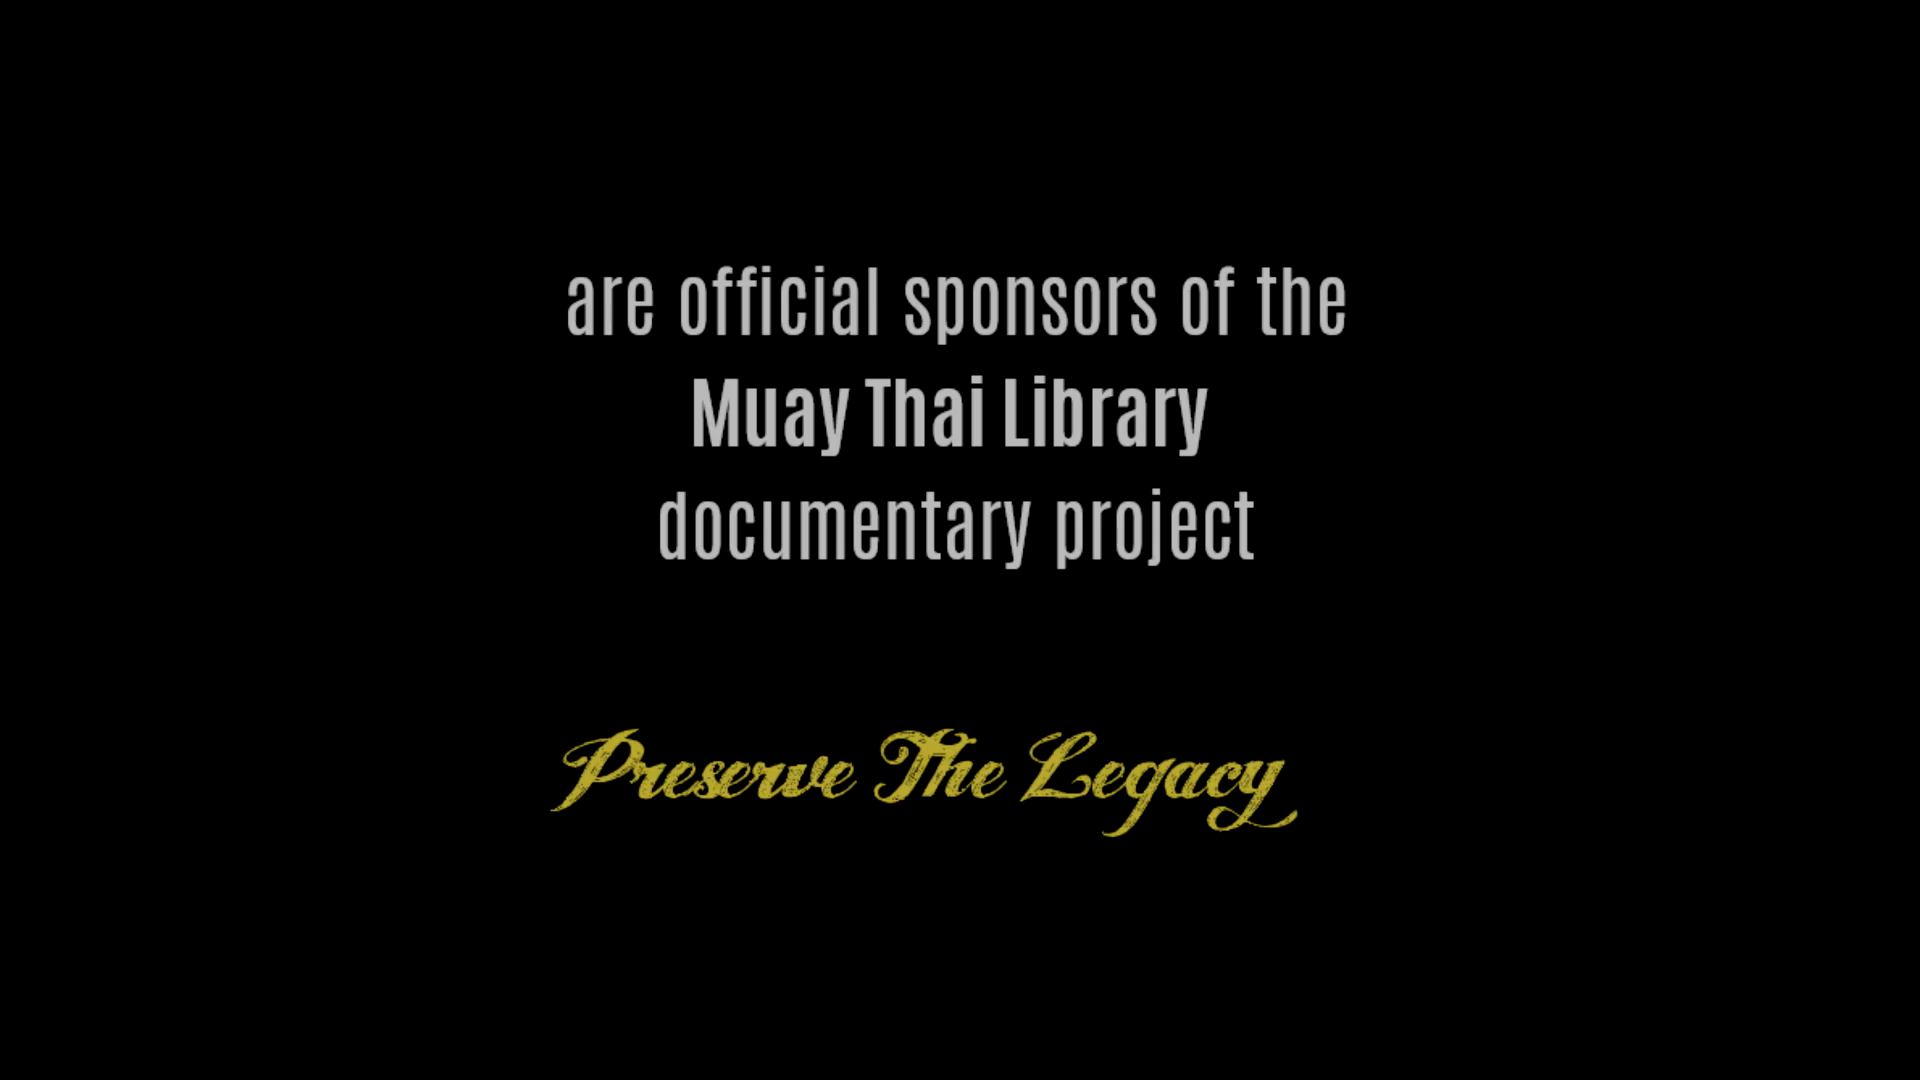 are official sponsors of the
Muay Thai Library
documentary project
Preserve The Legacy